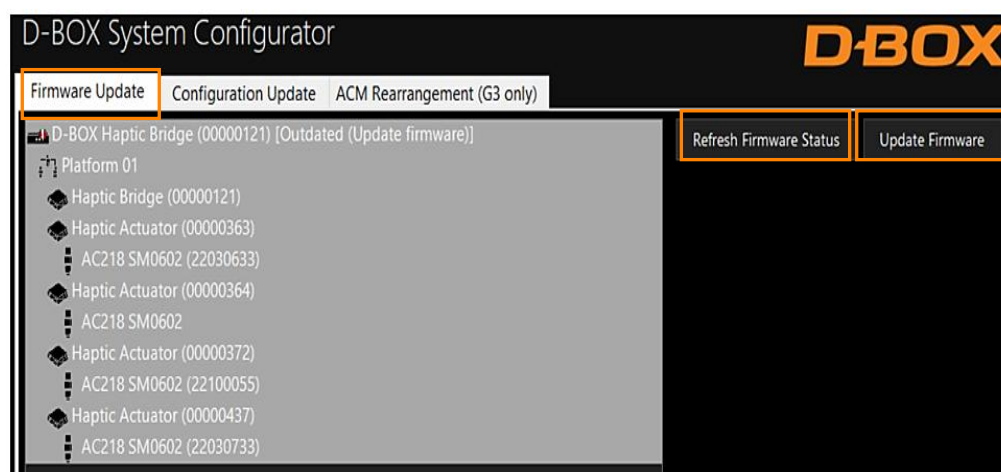 D-BOX System Configurator
D-BOX
Firmware Update Configuration Update ACM Rearrangement (G3 only)
D-BOX Haptic Bridge (00000121) [Outdated (Update firmware)]
Refresh Firmware Status Update Firmware
Platform 01
Haptic Bridge (00000121)
Haptic Actuator (00000363)
AC218 SM0602 (22030633)
Haptic Actuator (00000364)
AC218 SM0602
Haptic Actuator (00000372)
AC218 SM0602 (22100055)
Haptic Actuator (00000437)
AC218 SM0602 (22030733)